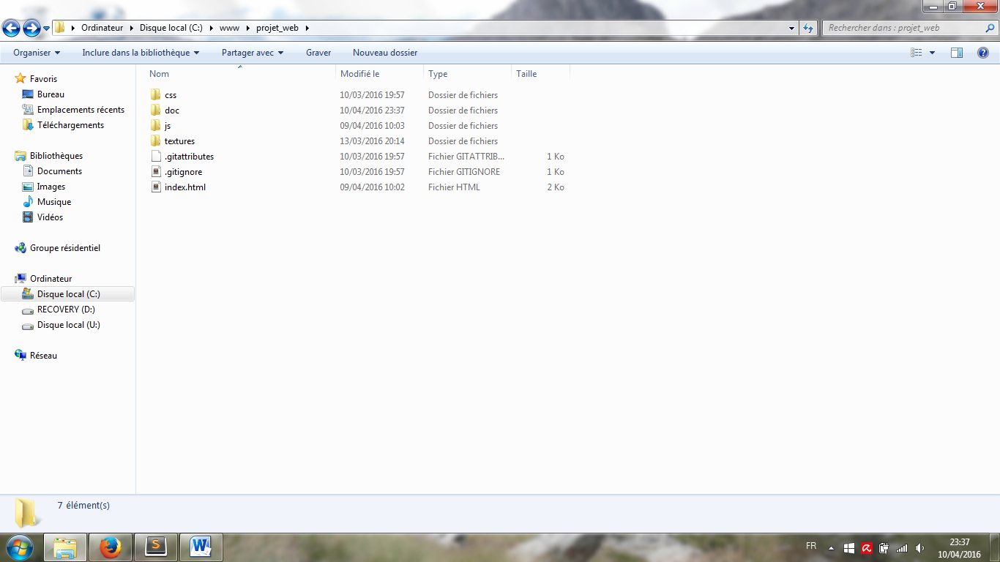 Ordinateur Disque local (C:) www projet_web
Rechercher dans : projet_web
Organiser Inclure dans la bibliothèque Partager avec Graver Nouveau dossier
Nom Modifié le Type Taille
Favoris
Bureau
Emplacements récents
Téléchargements
Bibliothèques
Documents
Images
Musique
Vidéos
Groupe résidentiel
Ordinateur
Disque local (C:)
RECOVERY (D:)
Disque local (U:)
Réseau
css 10/03/2016 19:57 Dossier de fichiers
doc 10/04/2016 23:37 Dossier de fichiers
js 09/04/2016 10:03 Dossier de fichiers
textures 13/03/2016 20:14 Dossier de fichiers
.gitattributes 10/03/2016 19:57 Fichier GITATTRIB... 1 Ko
.gitignore 10/03/2016 19:57 Fichier GITIGNORE 1 Ko
index.html 09/04/2016 10:02 Fichier HTML 2 Ko
7 élément(s)
S
W
FR
23:37
10/04/2016